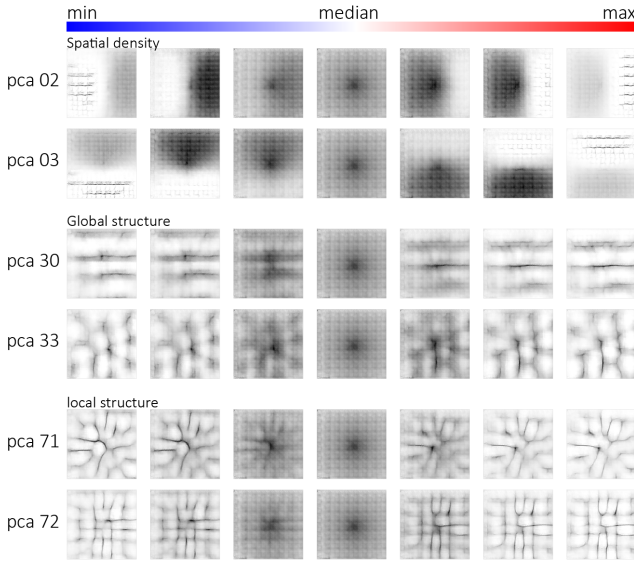 min median max
Spatial density
pca 02
pca 03
Global structure
pca 30
pca 33
local structure
pca 71
pca 72